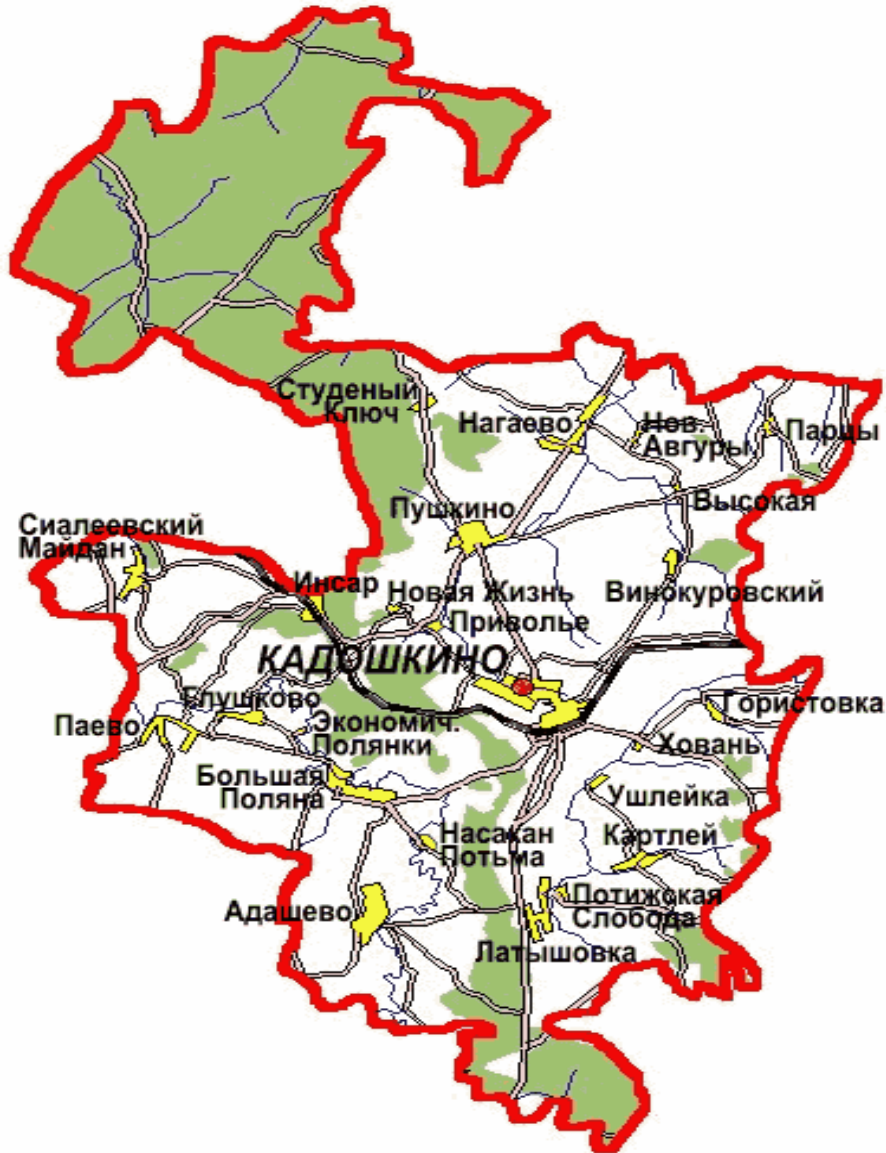 Студеный
Ключ
Нагаево
Нов.
Авгуры
Парцы
Высокая
Пушкино
Сиалеевский
Майдан
Инсар
Новая Жизнь
Приволье
Винокуровский
КАДОШКИНО
Глушково
Паево
Экономич.
Полянки
Гористовка
Ховань
Большая
Поляна
Ушлейка
Насакан
Потьма
Картлей
Адашево
Потижская
Слобода
Латышовка